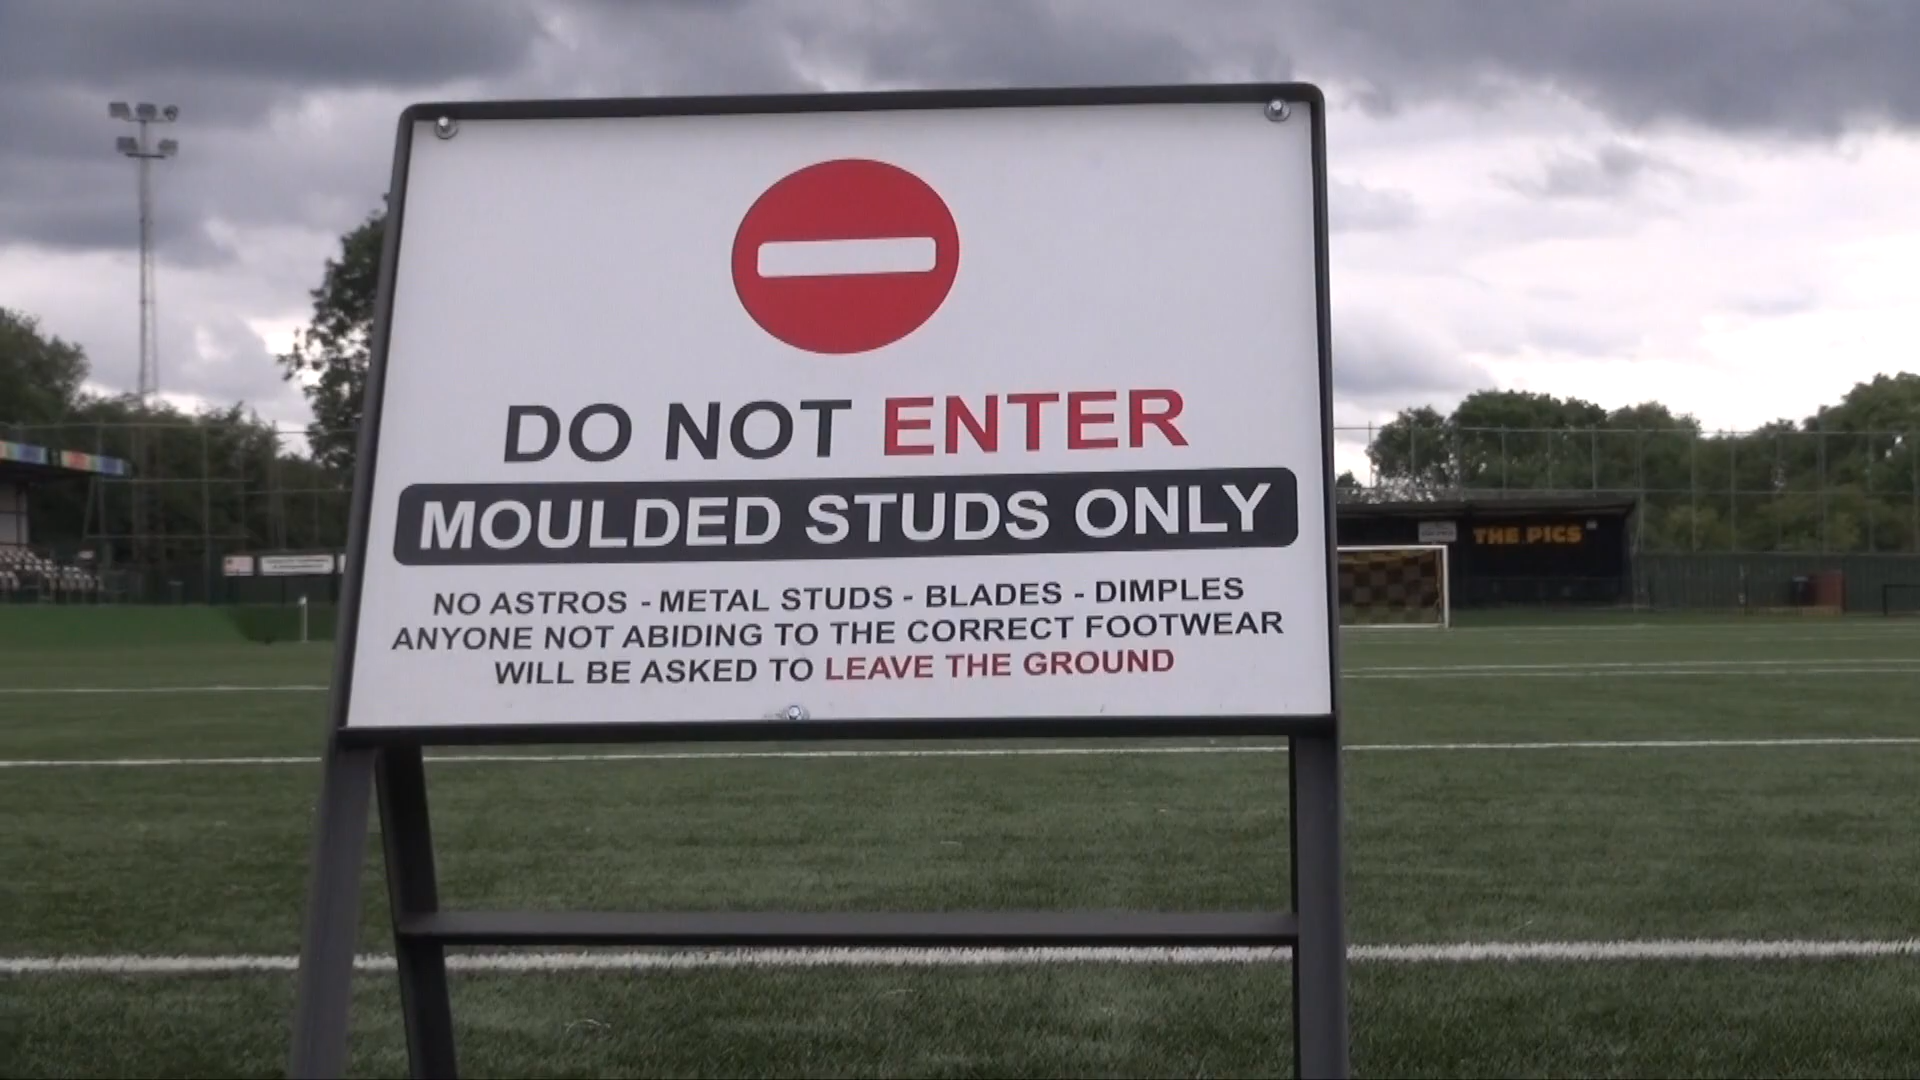 DO NOT ENTER
MOULDED STUDS ONLY
NO ASTROS - METAL STUDS - BLADES - DIMPLES
ANYONE NOT ABIDING TO THE CORRECT FOOTWEAR
WILL BE ASKED TO LEAVE THE GROUND
THE PICS